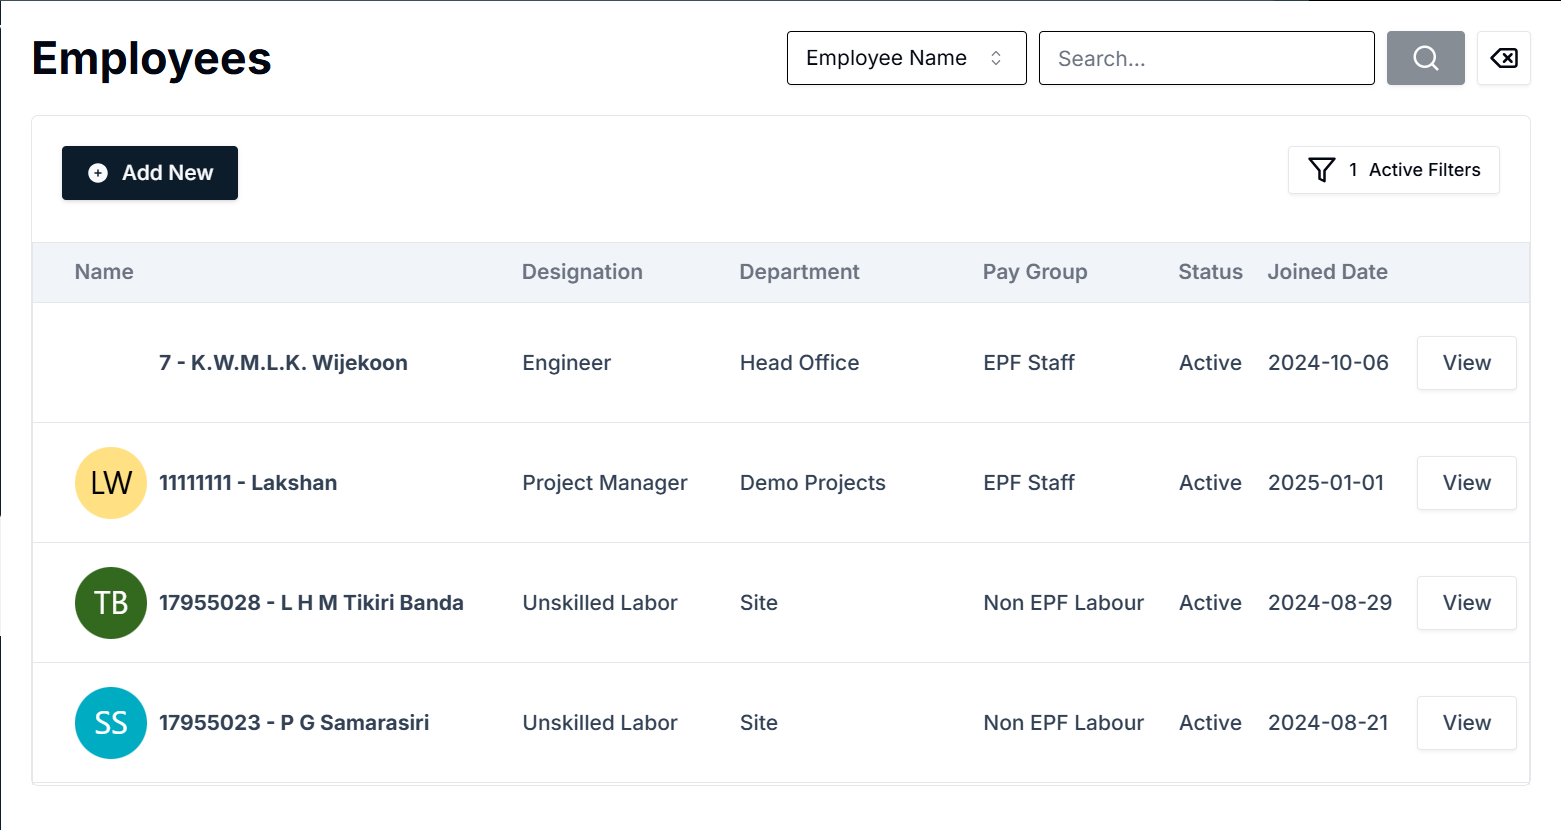 Employees
Employee Name
Search...
Add New
1 Active Filters
Name Designation Department Pay Group Status Joined Date
7 - K.W.M.L.K. Wijekoon Engineer Head Office EPF Staff Active 2024-10-06 View
LW 11111111 - Lakshan Project Manager Demo Projects EPF Staff Active 2025-01-01 View
TB 17955028 - L H M Tikiri Banda Unskilled Labor Site Non EPF Labour Active 2024-08-29 View
SS 17955023 - P G Samarasiri Unskilled Labor Site Non EPF Labour Active 2024-08-21 View